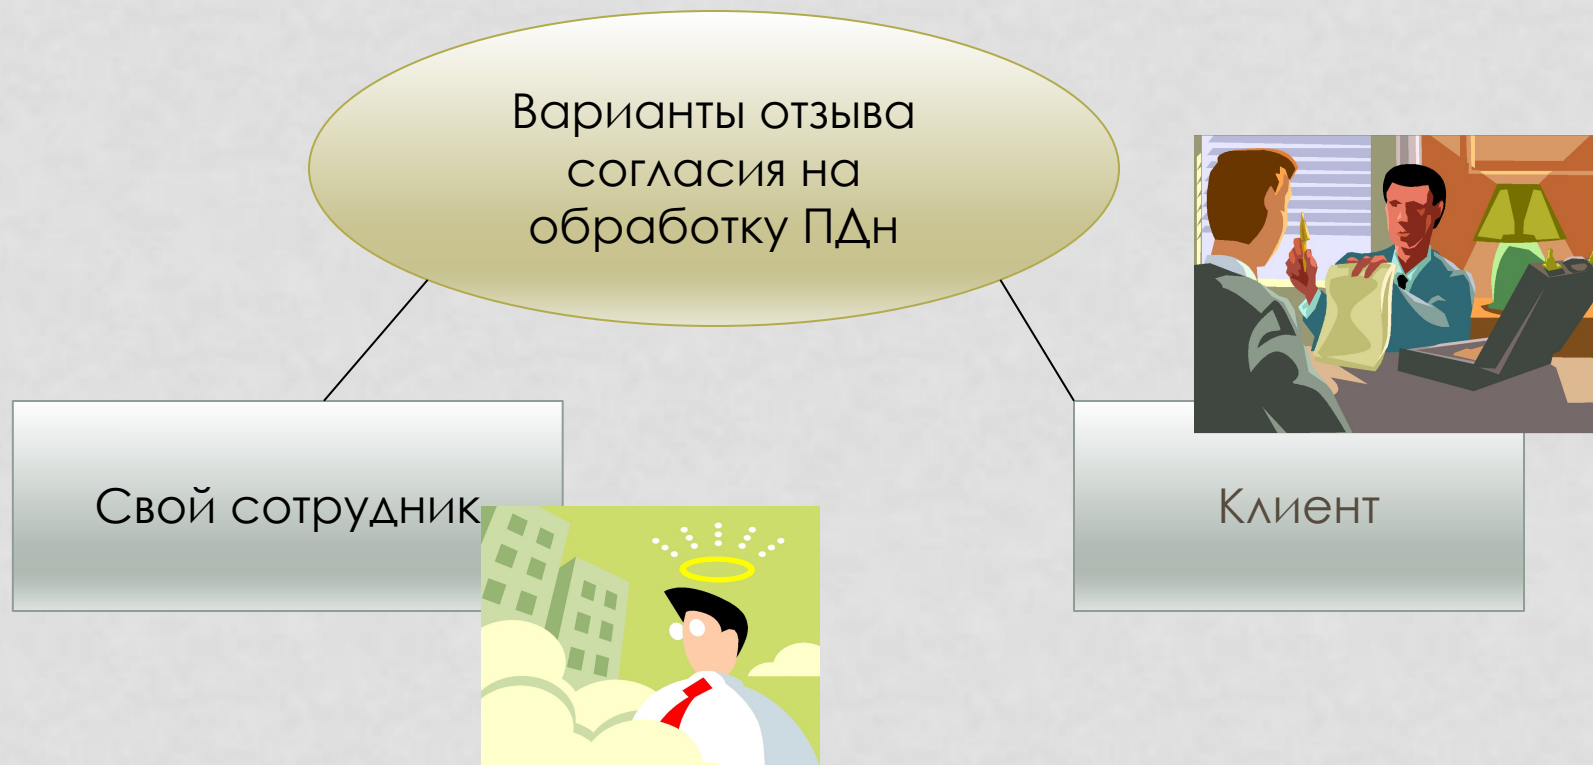 Варианты отзыва
согласия на
обработку ПДн
Свой сотрудник
Клиент